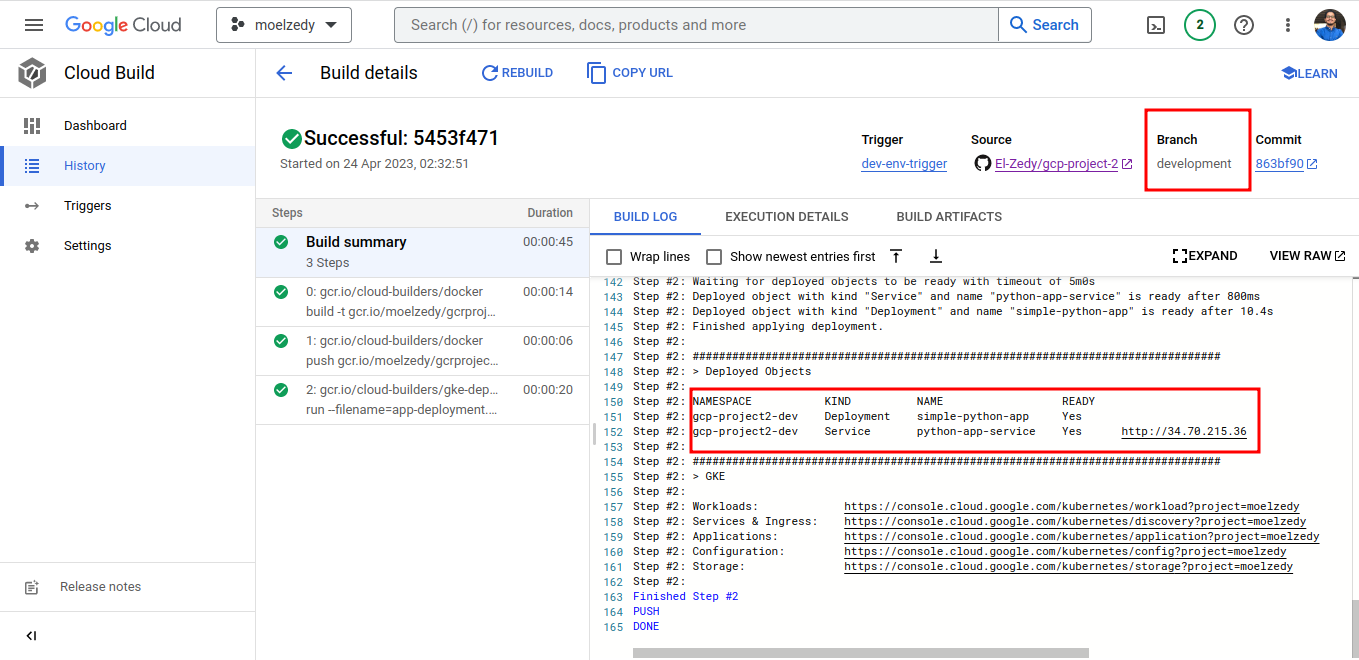 Google Cloud
moelzedy
Search (/) for resources, docs, products and more
Search
2
Cloud Build
Build details
REBUILD
COPY URL
LEARN
Dashboard
History
Triggers
Settings
Release notes
Successful: 5453f471
Started on 24 Apr 2023, 02:32:51
Trigger
dev-env-trigger
Source
El-Zedy/gcp-project-2
Branch
development
Commit
863bf90
Steps Duration
Build summary 00:00:45
3 Steps
0: gcr.io/cloud-builders/docker 00:00:14
build -t gcr.io/moelzedy/gcrproj...
1: gcr.io/cloud-builders/docker 00:00:06
push gcr.io/moelzedy/gcrprojec...
2: gcr.io/cloud-builders/gke-dep... 00:00:20
run --filename=app-deployment....
BUILD LOG EXECUTION DETAILS BUILD ARTIFACTS
Wrap lines Show newest entries first EXPAND VIEW RAW
142 Step #2: Waiting for deployed objects to be ready with timeout of 5m0s
143 Step #2: Deployed object with kind "Service" and name "python-app-service" is ready after 800ms
144 Step #2: Deployed object with kind "Deployment" and name "simple-python-app" is ready after 10.4s
145 Step #2: Finished applying deployment.
146 Step #2:
147 Step #2: ################################################################################
148 Step #2: > Deployed Objects
149 Step #2:
150 Step #2: NAMESPACE KIND NAME READY
151 Step #2: gcp-project2-dev Deployment simple-python-app Yes
152 Step #2: gcp-project2-dev Service python-app-service Yes http://34.70.215.36
153 Step #2:
154 Step #2: ################################################################################
155 Step #2: > GKE
156 Step #2:
157 Step #2: Workloads: https://console.cloud.google.com/kubernetes/workload?project=moelzedy
158 Step #2: Services & Ingress: https://console.cloud.google.com/kubernetes/discovery?project=moelzedy
159 Step #2: Applications: https://console.cloud.google.com/kubernetes/application?project=moelzedy
160 Step #2: Configuration: https://console.cloud.google.com/kubernetes/config?project=moelzedy
161 Step #2: Storage: https://console.cloud.google.com/kubernetes/storage?project=moelzedy
162 Step #2:
163 Finished Step #2
164 PUSH
165 DONE